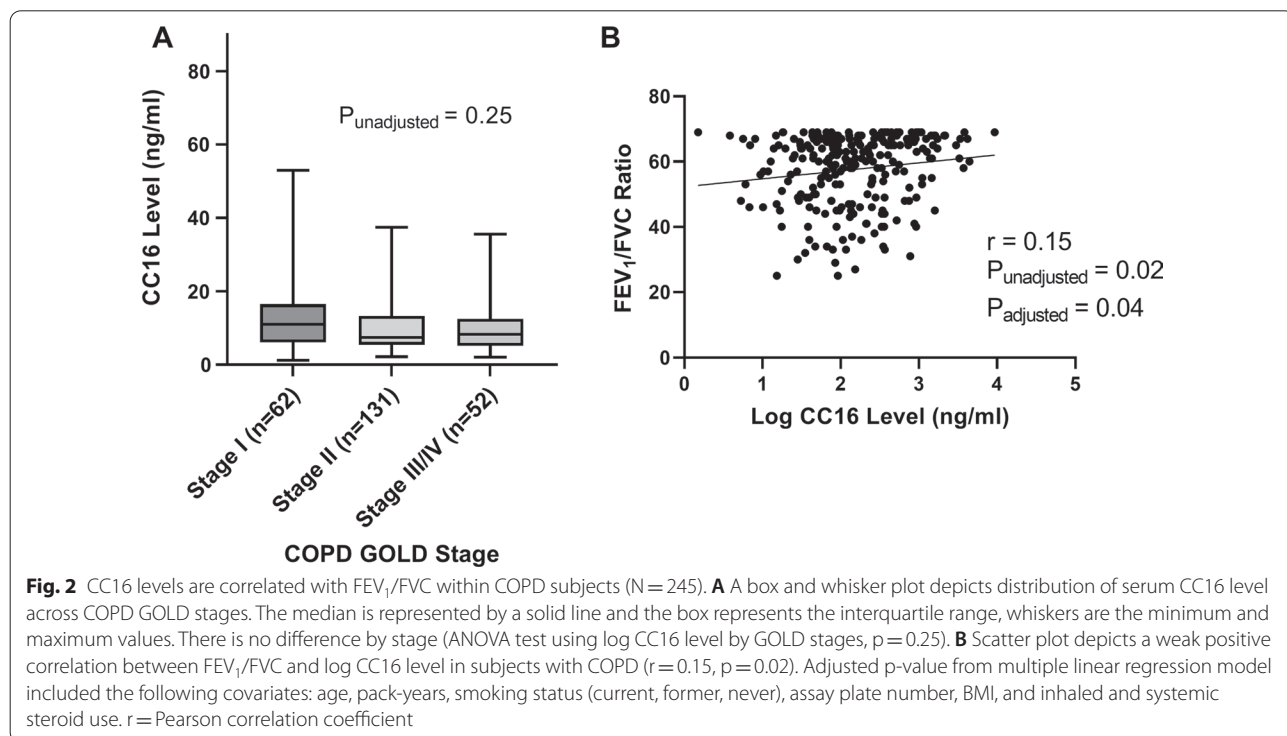 A
CC16 Level (ng/ml)
80
60
40
20
0
P_unadjusted = 0.25
Stage I (n=62)
Stage II (n=131)
Stage III/IV (n=52)
COPD GOLD Stage
B
FEV₁/FVC Ratio
80
60
40
20
0
0 1 2 3 4 5
Log CC16 Level (ng/ml)
r = 0.15
P_unadjusted = 0.02
P_adjusted = 0.04
Fig. 2 CC16 levels are correlated with FEV₁/FVC within COPD subjects (N = 245). A A box and whisker plot depicts distribution of serum CC16 level
across COPD GOLD stages. The median is represented by a solid line and the box represents the interquartile range, whiskers are the minimum and
maximum values. There is no difference by stage (ANOVA test using log CC16 level by GOLD stages, p = 0.25). B Scatter plot depicts a weak positive
correlation between FEV₁/FVC and log CC16 level in subjects with COPD (r = 0.15, p = 0.02). Adjusted p-value from multiple linear regression model
included the following covariates: age, pack-years, smoking status (current, former, never), assay plate number, BMI, and inhaled and systemic
steroid use. r = Pearson correlation coefficient